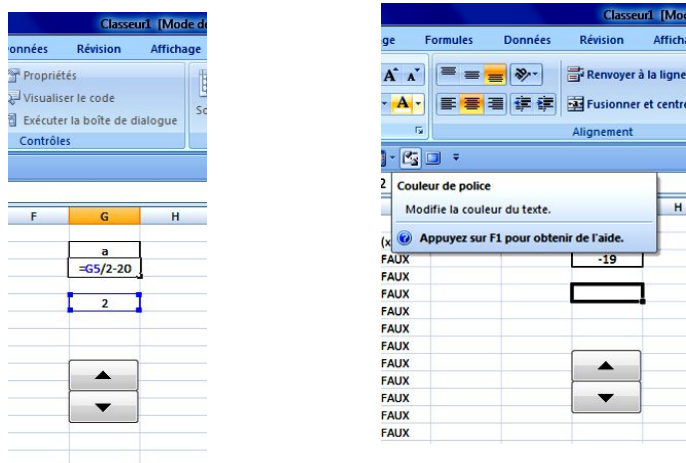 Classeur1 [Mode de
onnées Révision Affichage
Propriétés
Visualiser le code
Exécuter la boîte de dialogue
Contrôles
F G H
a
=G5/2-20
2
Classeur1 [Mod
ge Formules Données Révision Afficha
A A
Renvoyer à la ligne
A
Fusionner et centre
Alignement
2
Couleur de police
Modifie la couleur du texte.
Appuyez sur F1 pour obtenir de l'aide.
H
(x
FAUX -19
FAUX
FAUX
FAUX
FAUX
FAUX
FAUX
FAUX
FAUX
FAUX
FAUX